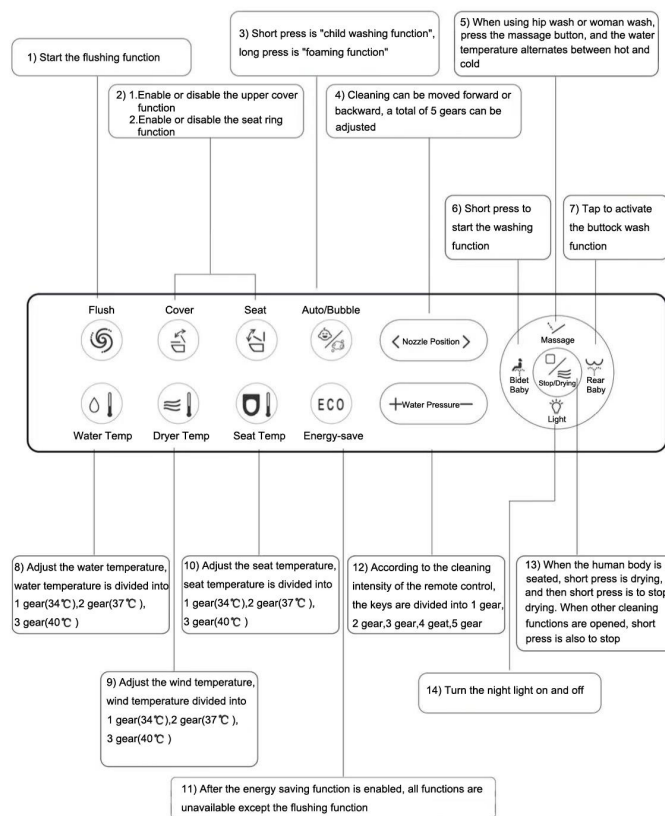 1) Start the flushing function
2) 1.Enable or disable the upper cover
function
2.Enable or disable the seat ring
function
3) Short press is "child washing function",
long press is "foaming function"
4) Cleaning can be moved forward or
backward, a total of 5 gears can be
adjusted
5) When using hip wash or woman wash,
press the massage button, and the water
temperature alternates between hot and
cold
6) Short press to
start the washing
function
7) Tap to activate
the buttock wash
function
Flush
Cover
Seat
Auto/Bubble
< Nozzle Position >
Massage
Bidet
Baby
Stop/Drying
Rear
Baby
Light
ECO
+Water Pressure—
Water Temp
Dryer Temp
Seat Temp
Energy-save
8) Adjust the water temperature,
water temperature is divided into
1 gear(34℃),2 gear(37℃),
3 gear(40℃ )
9) Adjust the wind temperature,
wind temperature divided into
1 gear(34℃),2 gear(37℃),
3 gear(40℃ )
10) Adjust the seat temperature,
seat temperature is divided into
1 gear(34℃),2 gear(37℃ ),
3 gear(40℃ )
11) After the energy saving function is enabled, all functions are
unavailable except the flushing function
12) According to the cleaning
intensity of the remote control,
the keys are divided into 1 gear,
2 gear,3 gear,4 geat,5 gear
13) When the human body is
seated, short press is drying,
and then short press is to stop
drying. When other cleaning
functions are opened, short
press is also to stop
14) Turn the night light on and off